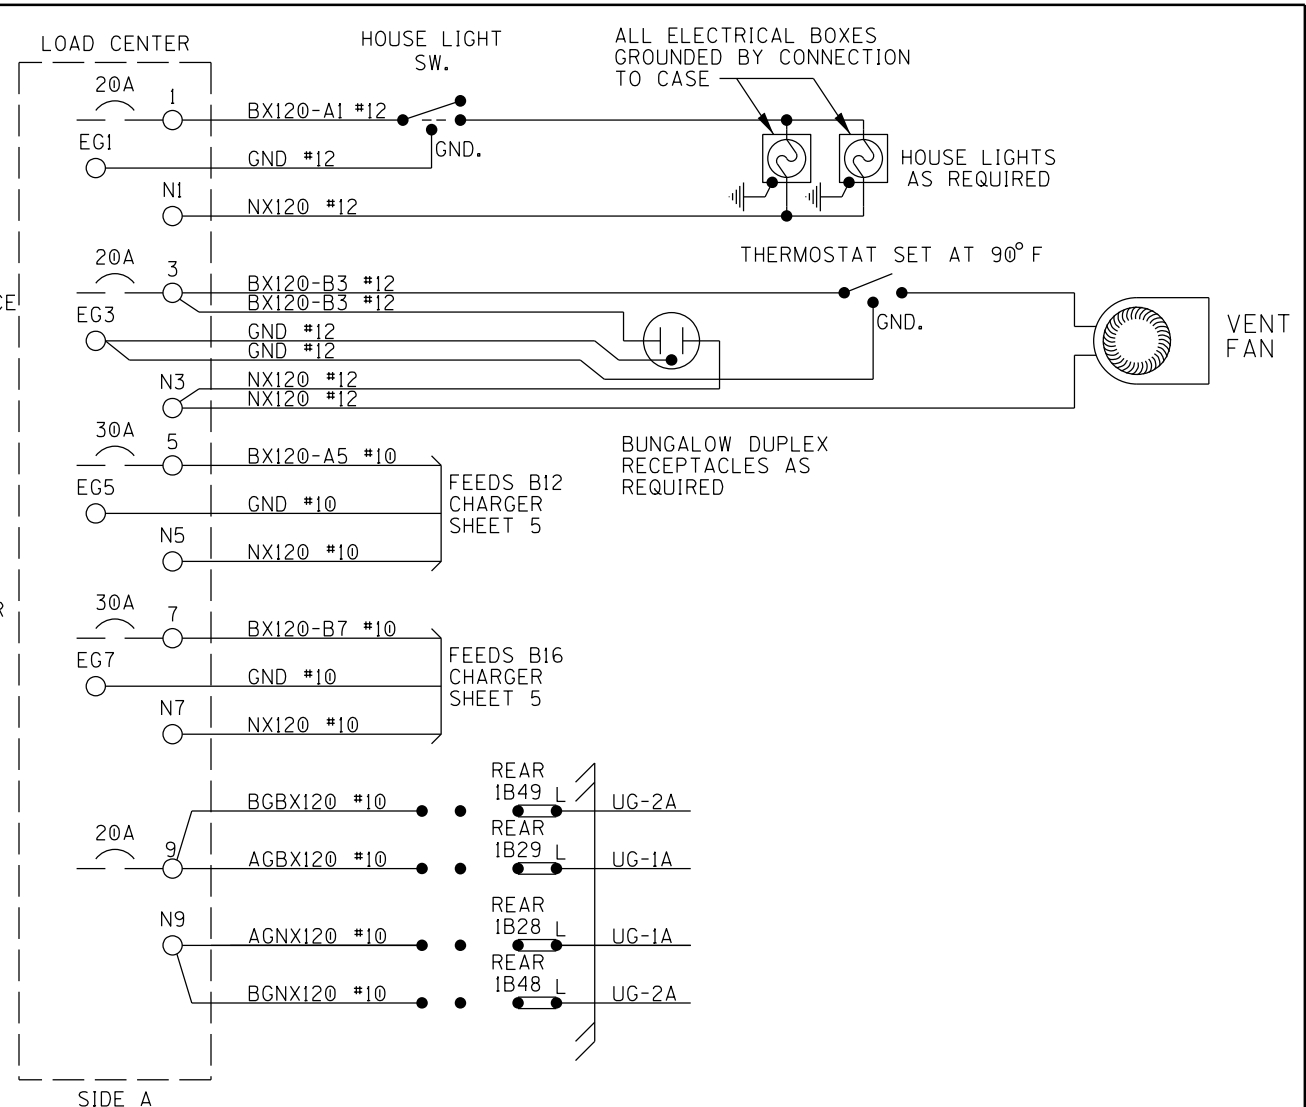 LOAD CENTER
HOUSE LIGHT
SW.
ALL ELECTRICAL BOXES
GROUNDED BY CONNECTION
TO CASE
20A
1
BX120-A1 #12
EG1
GND #12
GND.
HOUSE LIGHTS
AS REQUIRED
N1
NX120 #12
THERMOSTAT SET AT 90° F
20A
3
BX120-B3 #12
BX120-B3 #12
CE
EG3
GND #12
GND #12
GND.
VENT
FAN
N3
NX120 #12
NX120 #12
30A
5
BX120-A5 #10
BUNGALOW DUPLEX
RECEPTACLES AS
REQUIRED
EG5
GND #10
FEEDS B12
CHARGER
SHEET 5
N5
NX120 #10
30A
R
7
BX120-B7 #10
EG7
GND #10
FEEDS B16
CHARGER
SHEET 5
N7
NX120 #10
REAR
1B49 L
BGBX120 #10
UG-2A
20A
9
REAR
1B29 L
AGBX120 #10
UG-1A
N9
REAR
1B28 L
AGNX120 #10
UG-1A
REAR
1B48 L
BGNX120 #10
UG-2A
SIDE A